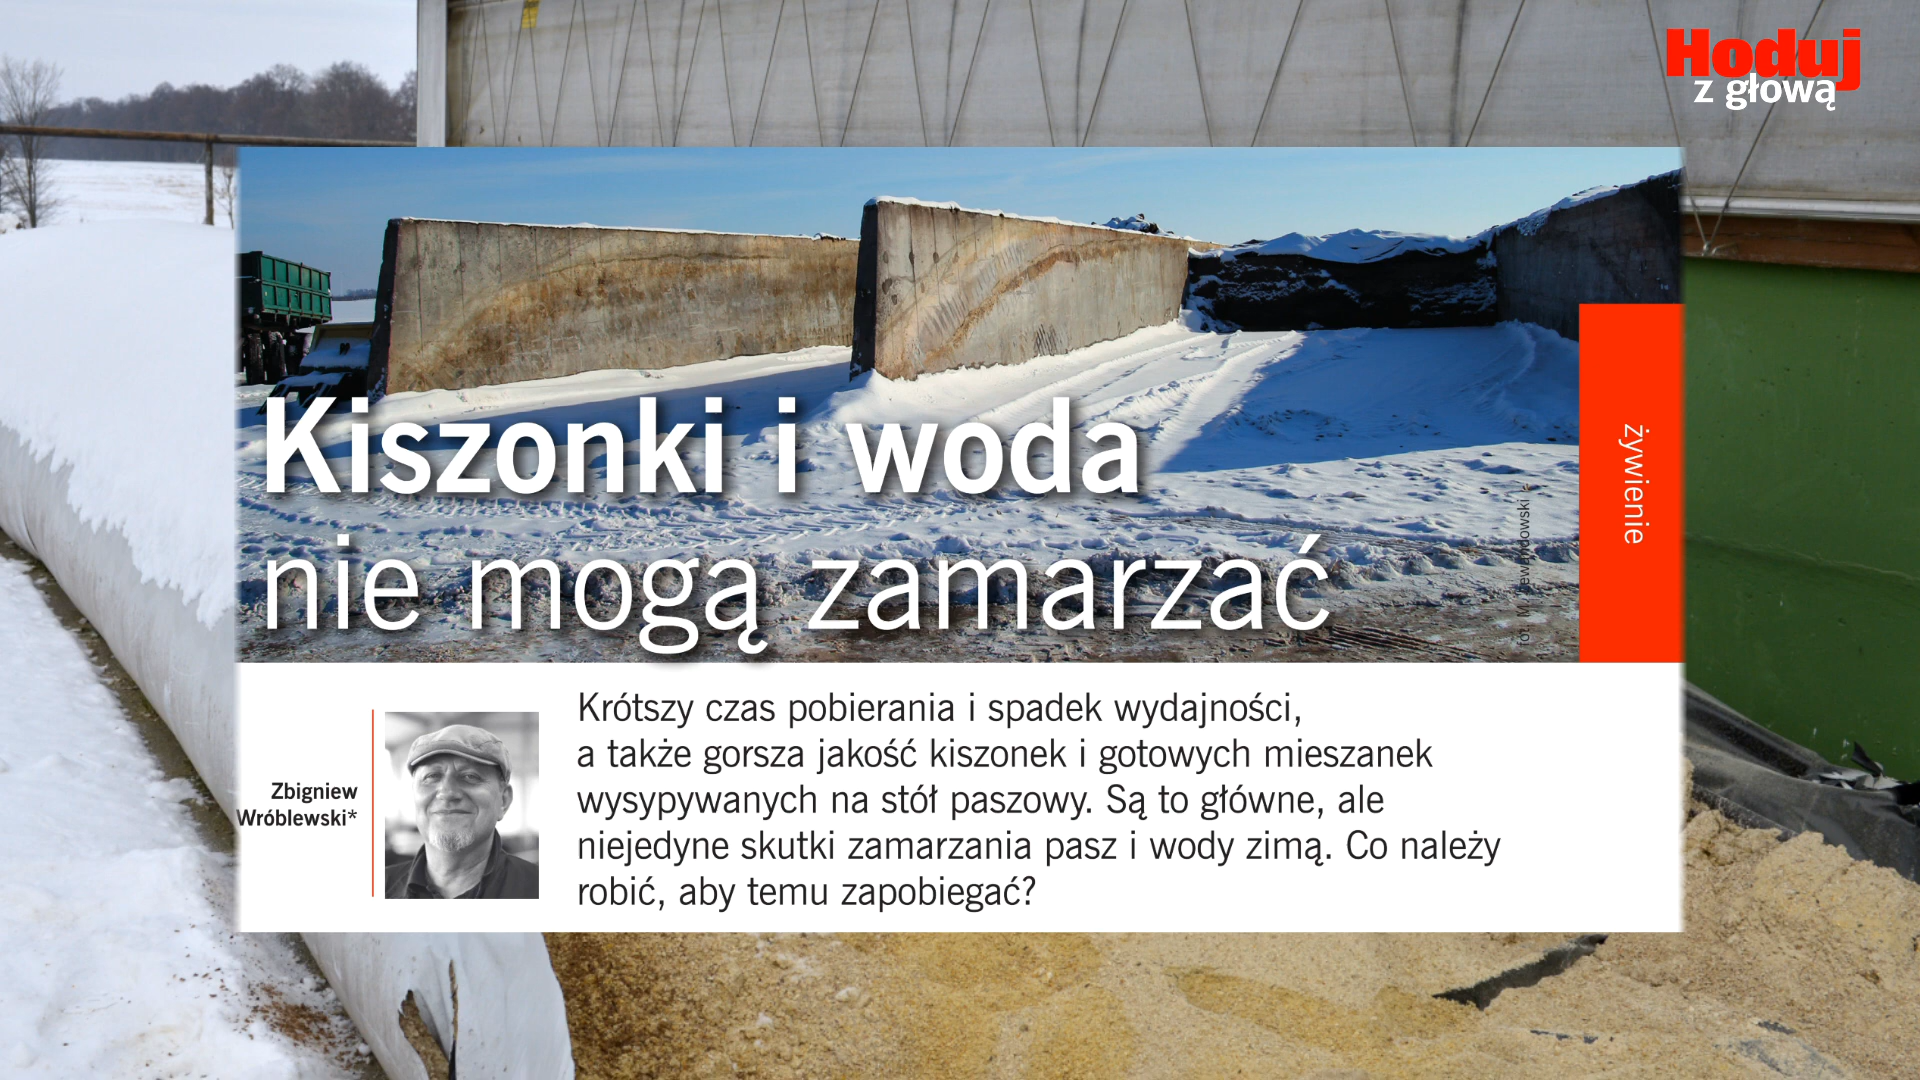 Hoduj
z głową
Kiszonki i woda
nie mogą zamarzać
żywienie
Zbigniew
Wróblewski*
Krótszy czas pobierania i spadek wydajności,
a także gorsza jakość kiszonek i gotowych mieszanek
wysypywanych na stół paszowy. Są to główne, ale
niejedyne skutki zamarzania pasz i wody zimą. Co należy
robić, aby temu zapobiegać?